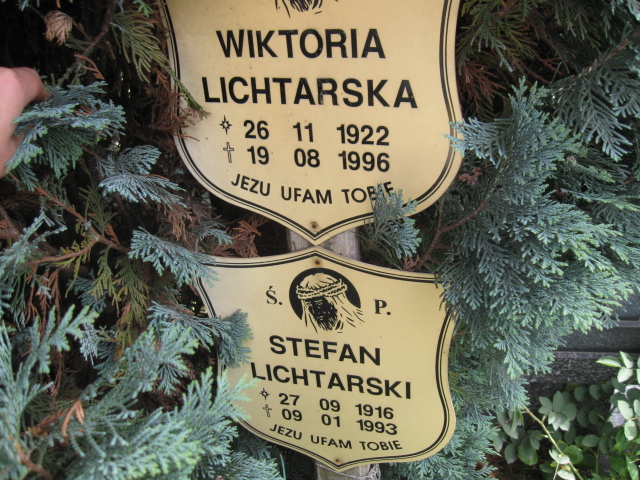 WIKTORIA
LICHTARSKA
26 11 1922
19 08 1996
JEZU UFAM TOBIE
Ś. P.
STEFAN
LICHTARSKI
27 09 1916
09 01 1993
JEZU UFAM TOBIE